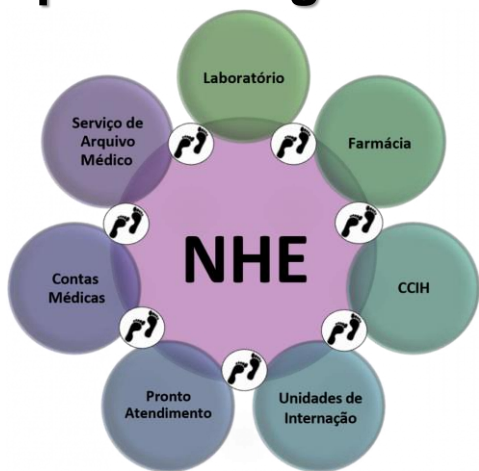 Laboratório
Farmácia
CCIH
Unidades de
Internação
Pronto
Atendimento
Contas
Médicas
Serviço de
Arquivo
Médico
NHE